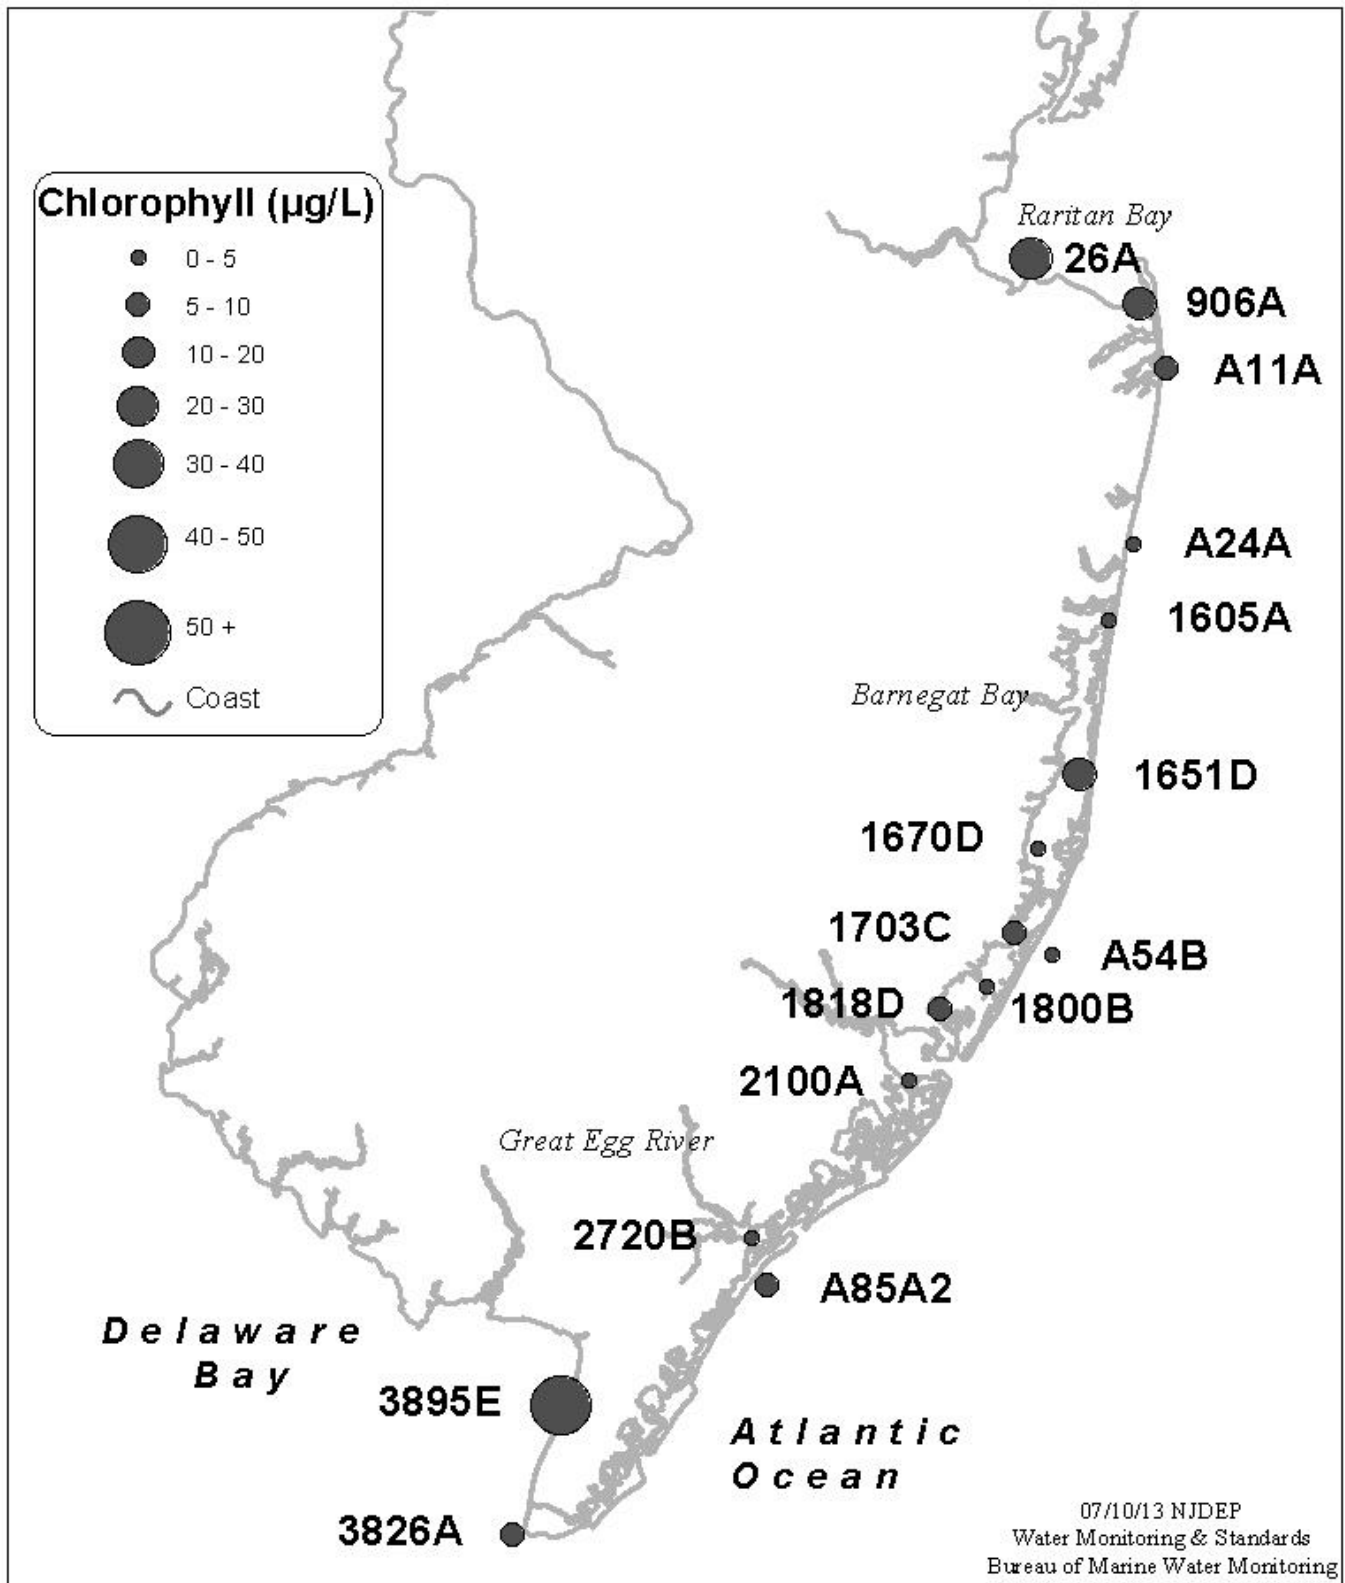 Chlorophyll (µg/L)
0 - 5
5 - 10
10 - 20
20 - 30
30 - 40
40 - 50
50 +
Coast
Raritan Bay
26A
906A
A11A
A24A
1605A
Barnegat Bay
1651D
1670D
1703C
A54B
1818D
1800B
2100A
Great Egg River
2720B
A85A2
Delaware
Bay
3895E
Atlantic
Ocean
3826A
07/10/13 NJDEP
Water Monitoring & Standards
Bureau of Marine Water Monitoring